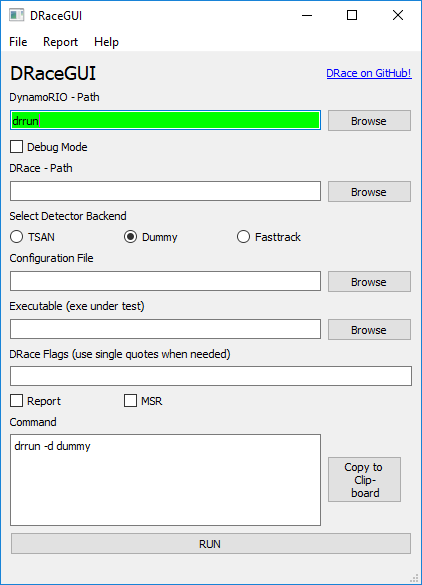 DRaceGUI
File Report Help
DRaceGUI DRace on GitHub!
DynamoRIO - Path
drrun Browse
Debug Mode
DRace - Path
Browse
Select Detector Backend
TSAN Dummy Fasttrack
Configuration File
Browse
Executable (exe under test)
Browse
DRace Flags (use single quotes when needed)
Report MSR
Command
drrun -d dummy
Copy to
Clip-
board
RUN